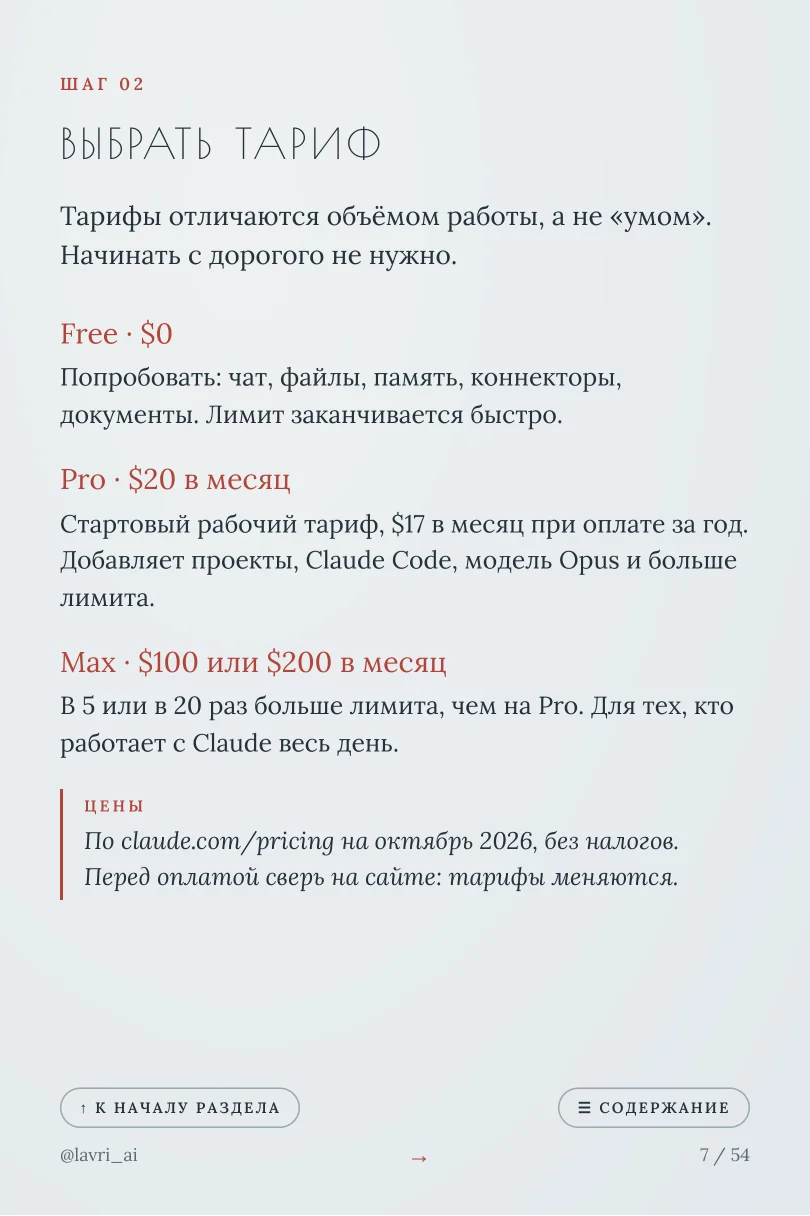 ШАГ 02
ВЫБРАТЬ ТАРИФ
Тарифы отличаются объёмом работы, а не «умом».
Начинать с дорогого не нужно.
Free · $0
Попробовать: чат, файлы, память, коннекторы,
документы. Лимит заканчивается быстро.
Pro · $20 в месяц
Стартовый рабочий тариф, $17 в месяц при оплате за год.
Добавляет проекты, Claude Code, модель Opus и больше
лимита.
Max · $100 или $200 в месяц
В 5 или в 20 раз больше лимита, чем на Pro. Для тех, кто
работает с Claude весь день.
ЦЕНЫ
По claude.com/pricing на октябрь 2026, без налогов.
Перед оплатой сверь на сайте: тарифы меняются.
↑ К НАЧАЛУ РАЗДЕЛА
☰ СОДЕРЖАНИЕ
@lavri_ai
→
7 / 54